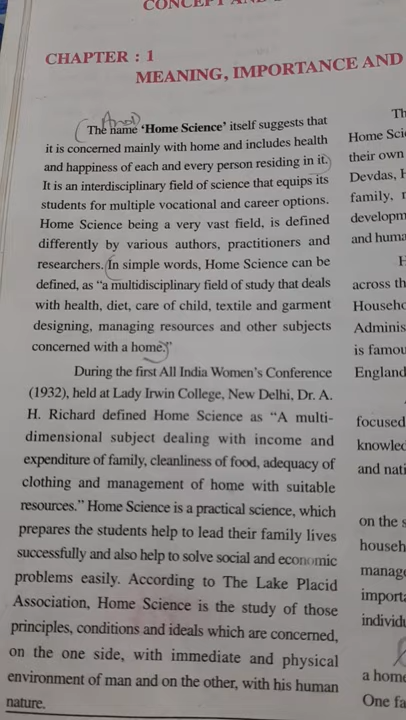 CONCEPT AND
CHAPTER : 1
MEANING, IMPORTANCE AND
And
The name ‘Home Science’ itself suggests that
it is concerned mainly with home and includes health
and happiness of each and every person residing in it.
It is an interdisciplinary field of science that equips its
students for multiple vocational and career options.
Home Science being a very vast field, is defined
differently by various authors, practitioners and
researchers. In simple words, Home Science can be
defined, as “a multidisciplinary field of study that deals
with health, diet, care of child, textile and garment
designing, managing resources and other subjects
concerned with a home.”
During the first All India Women’s Conference
(1932), held at Lady Irwin College, New Delhi, Dr. A.
H. Richard defined Home Science as “A multi-
dimensional subject dealing with income and
expenditure of family, cleanliness of food, adequacy of
clothing and management of home with suitable
resources.” Home Science is a practical science, which
prepares the students help to lead their family lives
successfully and also help to solve social and economic
problems easily. According to The Lake Placid
Association, Home Science is the study of those
principles, conditions and ideals which are concerned,
on the one side, with immediate and physical
environment of man and on the other, with his human
nature.
Th
Home Scie
their own
Devdas, H
family, r
developm
and huma
H
across th
Househo
Adminis
is famou
England
focused
knowled
and nati
on the s
househ
manage
importa
individu
a home
One fa